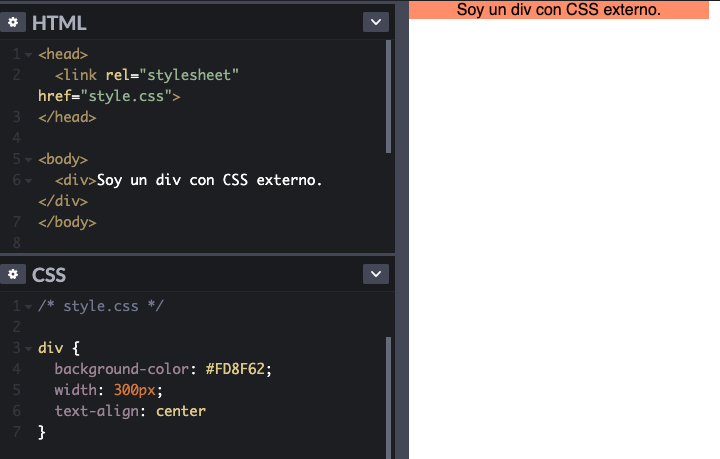 HTML
1 <head>
2 <link rel="stylesheet"
href="style.css">
3 </head>
4
5 <body>
6 <div>Soy un div con CSS externo.
</div>
7 </body>
8
CSS
1 /* style.css */
2
3 div {
4 background-color: #FD8F62;
5 width: 300px;
6 text-align: center
7 }
Soy un div con CSS externo.